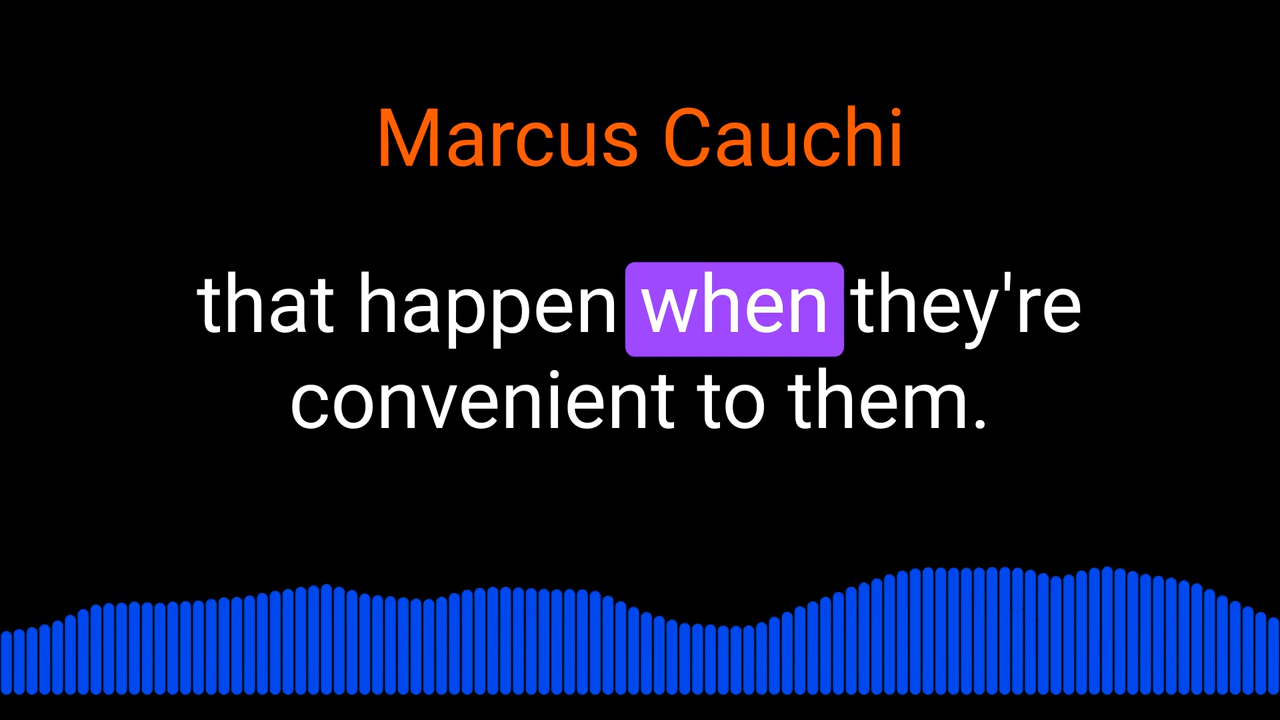 Marcus Cauchi
that happen when they're
convenient to them.